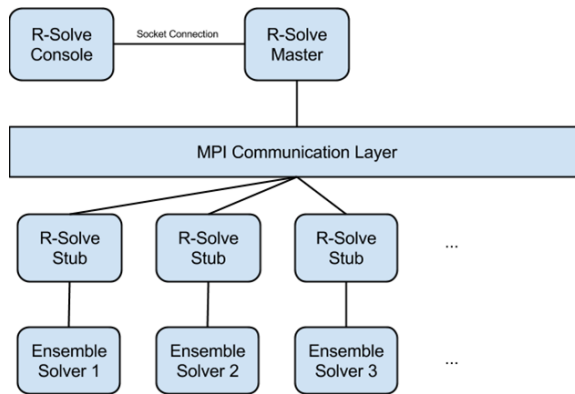 R-Solve
Console
Socket Connection
R-Solve
Master
MPI Communication Layer
R-Solve
Stub
R-Solve
Stub
R-Solve
Stub
...
Ensemble
Solver 1
Ensemble
Solver 2
Ensemble
Solver 3
...